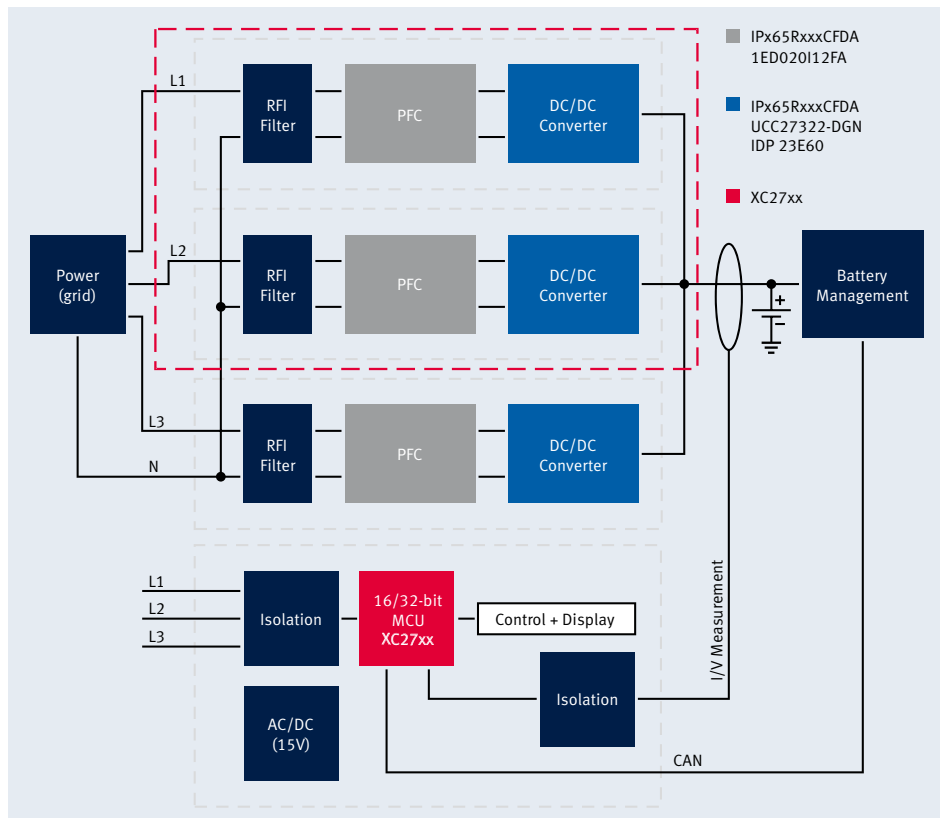 L1
RFI
Filter
PFC
DC/DC
Converter
IPx65RxxxCFDA
1ED020I12FA
IPx65RxxxCFDA
UCC27322-DGN
IDP 23E60
XC27xx
Power
(grid)
L2
RFI
Filter
PFC
DC/DC
Converter
+
−
Battery
Management
L3
N
RFI
Filter
PFC
DC/DC
Converter
I/V Measurement
L1
L2
L3
Isolation
16/32-bit
MCU
XC27xx
Control + Display
Isolation
AC/DC
(15V)
CAN